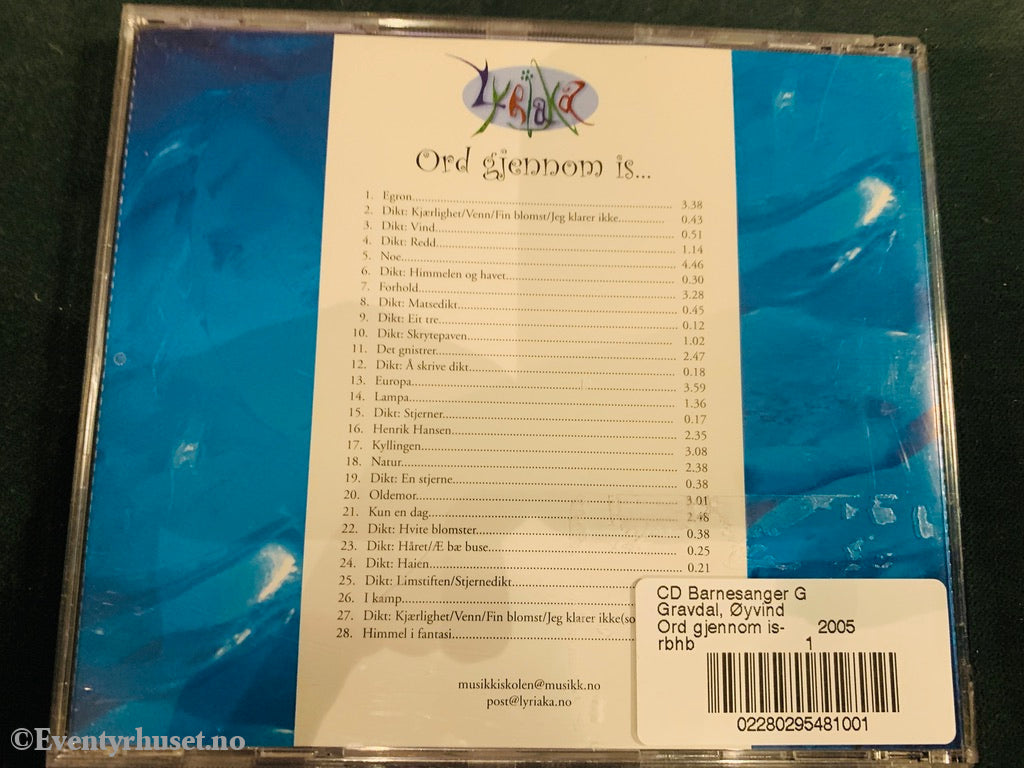 Lyriaka
Ord gjennom is...
1. Egron 3.38
2. Dikt: Kjærlighet/Venn/Fin blomst/Jeg klarer ikke 0.43
3. Dikt: Vind 0.51
4. Dikt: Redd 1.14
5. Noe 4.46
6. Dikt: Himmelen og havet 0.30
7. Forhold 3.28
8. Dikt: Matsedikt 0.45
9. Dikt: Eit tre 0.12
10. Dikt: Skrytepaven 1.02
11. Det gnistrer 2.47
12. Dikt: Å skrive dikt 0.18
13. Europa 3.59
14. Lampa 1.36
15. Dikt: Stjerner 0.17
16. Henrik Hansen 2.35
17. Kyllingen 3.08
18. Natur 2.38
19. Dikt: En stjerne 0.38
20. Oldemor 3.01
21. Kun en dag 2.48
22. Dikt: Hvite blomster 0.38
23. Dikt: Håret/Æ bæ buse 0.25
24. Dikt: Haien 0.21
25. Dikt: Limstiften/Stjernedikt
26. I kamp
27. Dikt: Kjærlighet/Venn/Fin blomst/Jeg klarer ikke(so
28. Himmel i fantasi
musikkiskolen@musikk.no
post@lyriaka.no
CD Barnesanger G
Gravdal, Øyvind
Ord gjennom is- 2005
rbhb 1
02280295481001
©Eventyrhuset.no